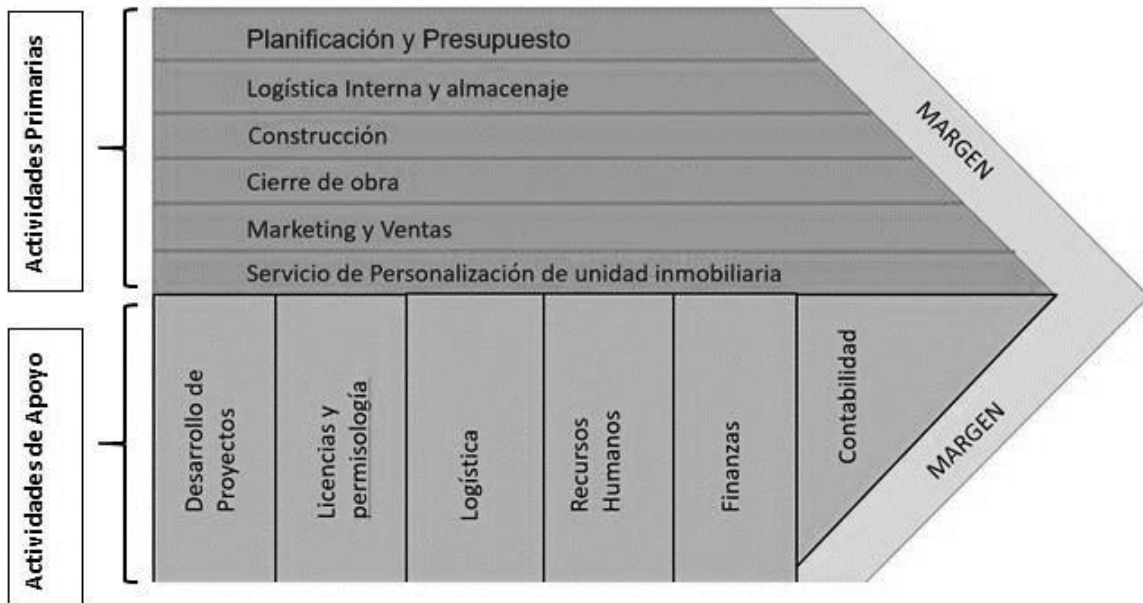 Actividades Primarias
Planificación y Presupuesto
Logística Interna y almacenaje
Construcción
Cierre de obra
Marketing y Ventas
Servicio de Personalización de unidad inmobiliaria
MARGEN
Actividades de Apoyo
Desarrollo de
Proyectos
Licencias y
permisología
Logística
Recursos
Humanos
Finanzas
Contabilidad
MARGEN